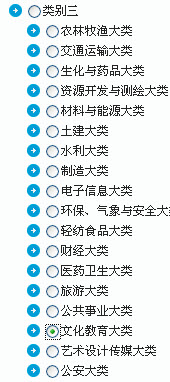 类别三
农林牧渔大类
交通运输大类
生化与药品大类
资源开发与测绘大类
材料与能源大类
土建大类
水利大类
制造大类
电子信息大类
环保、气象与安全大
轻纺食品大类
财经大类
医药卫生大类
旅游大类
公共事业大类
文化教育大类
艺术设计传媒大类
公安大类